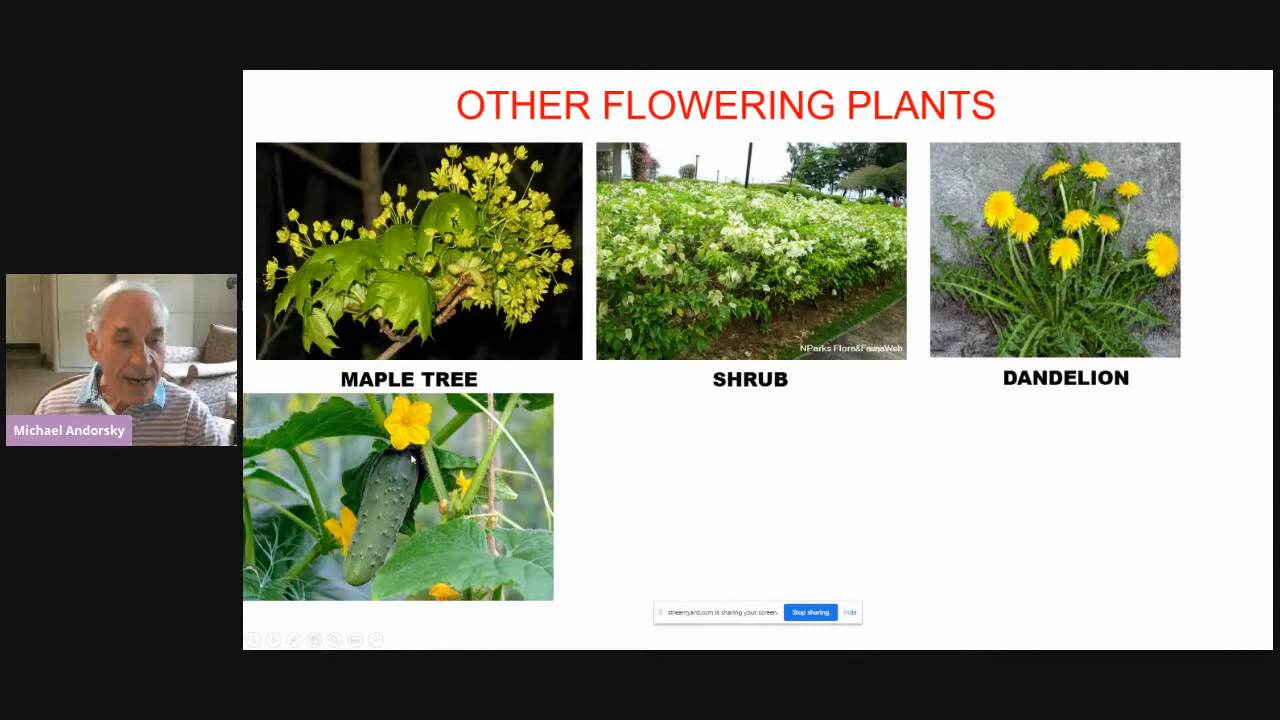 OTHER FLOWERING PLANTS
NParks Flora&FaunaWeb
MAPLE TREE
SHRUB
DANDELION
Michael Andorsky
streamyard.com is sharing your screen.
Stop sharing
Hide